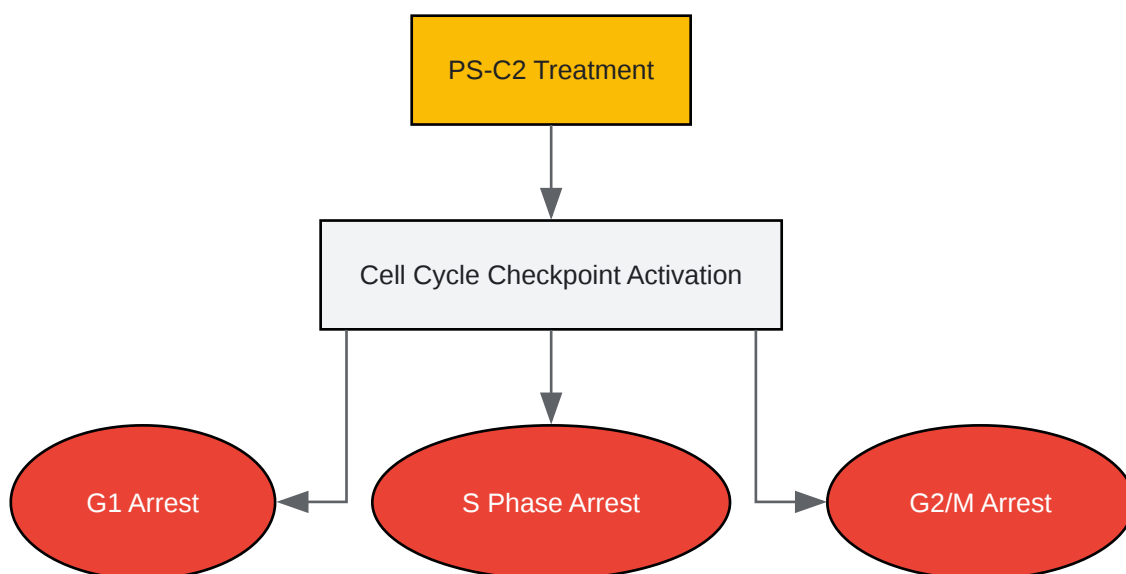 PS-C2 Treatment
Cell Cycle Checkpoint Activation
G1 Arrest
S Phase Arrest
G2/M Arrest